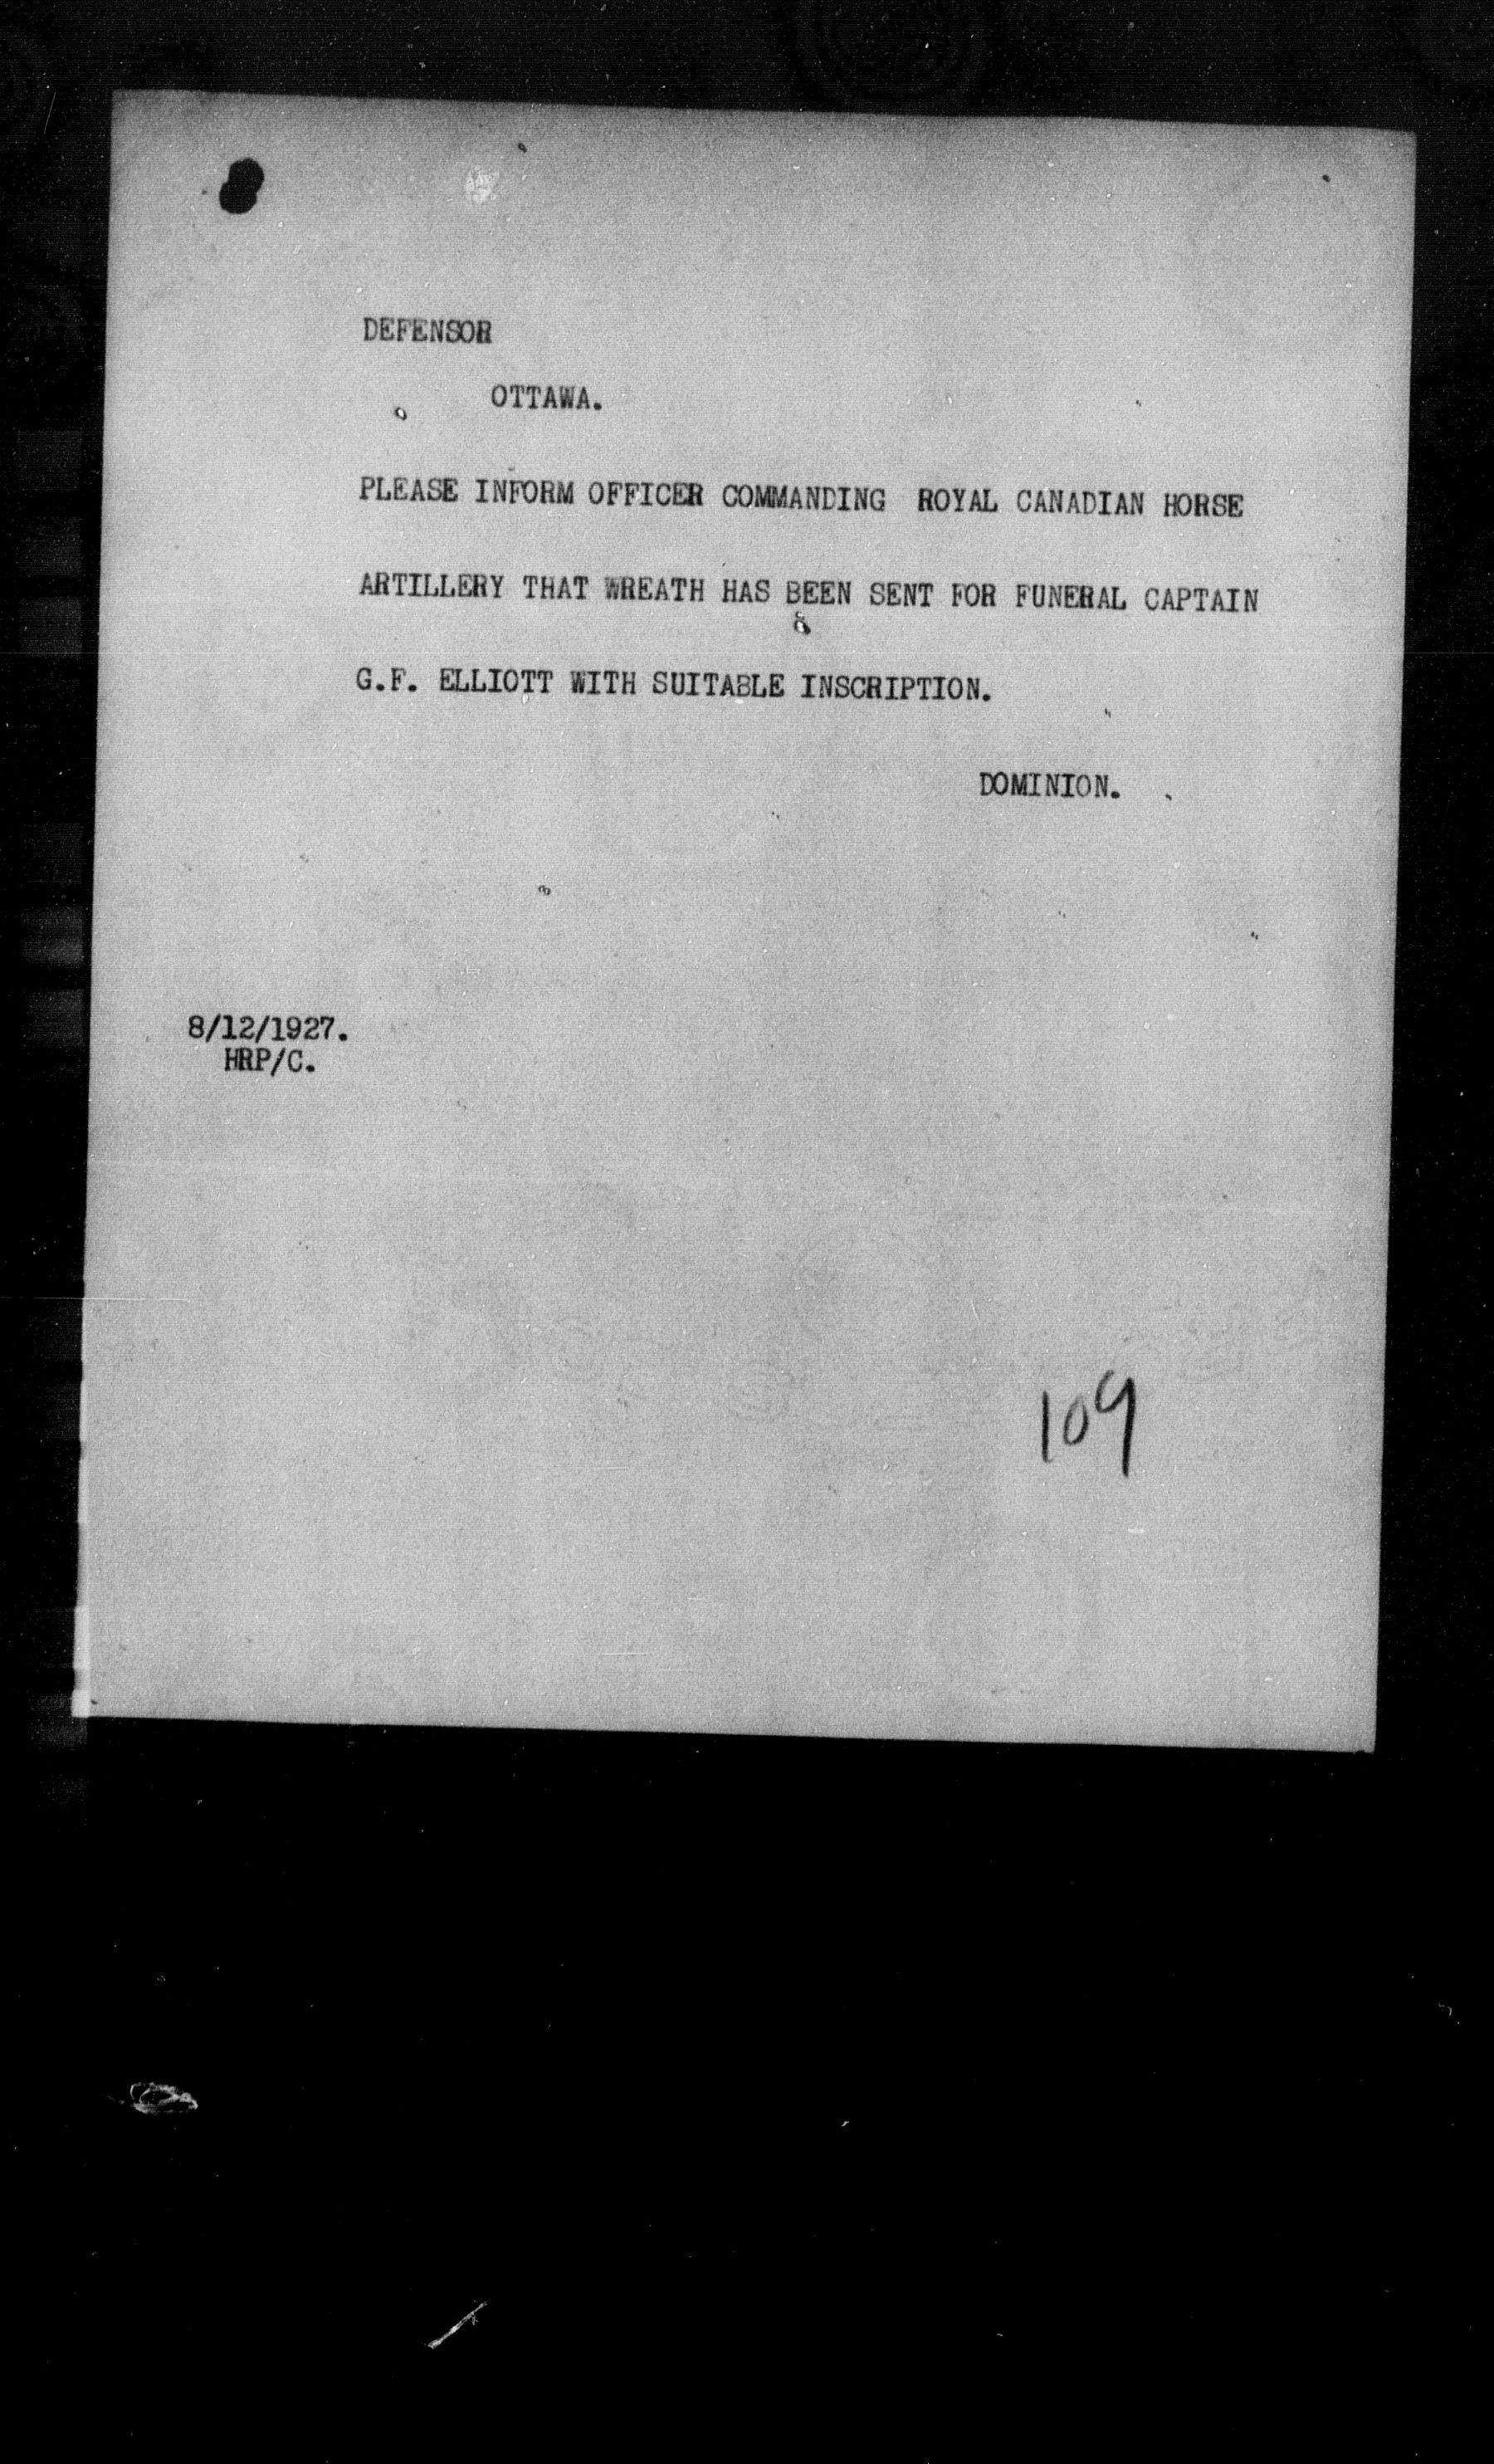 DEFENSOR
OTTAWA.
PLEASE INFORM OFFICER COMMANDING ROYAL CANADIAN HORSE
ARTILLERY THAT WREATH HAS BEEN SENT FOR FUNERAL CAPTAIN
G.F. ELLIOTT WITH SUITABLE INSCRIPTION.
DOMINION.
8/12/1927.
HRP/C.
109